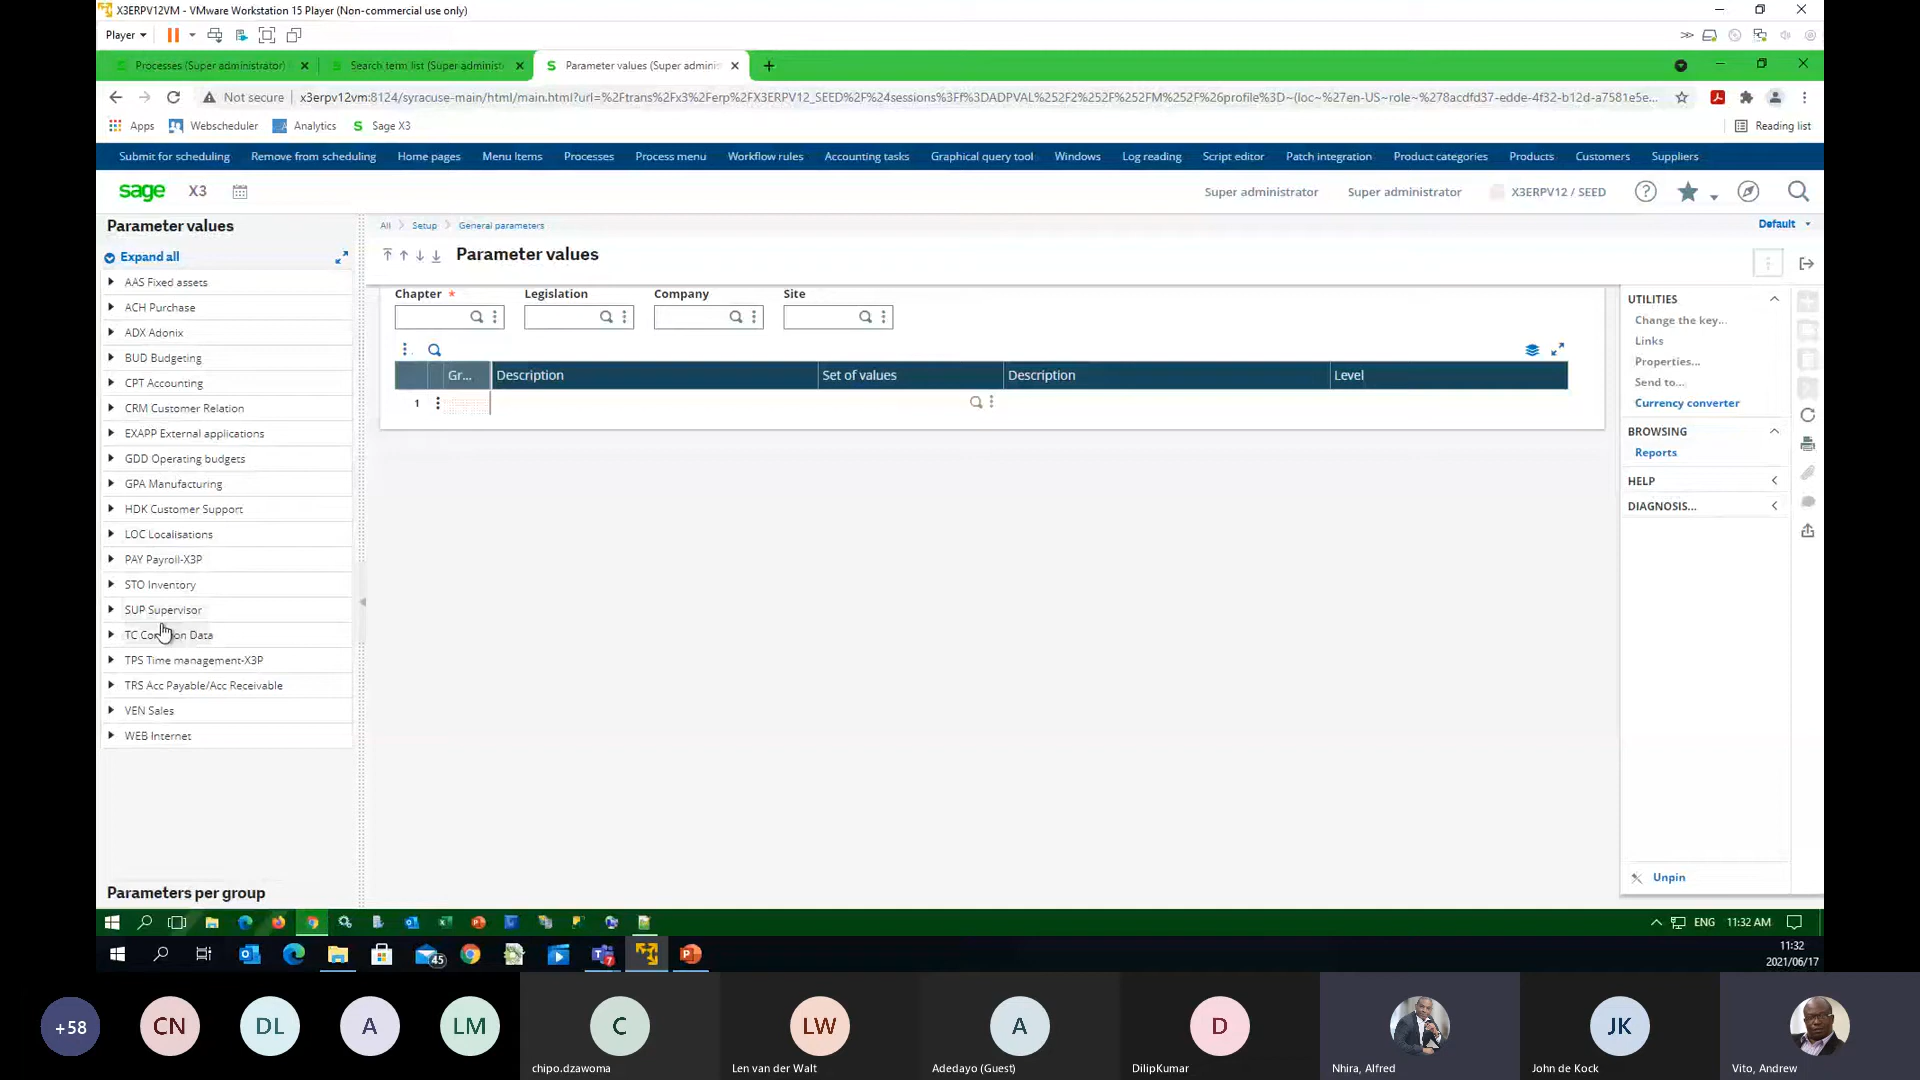 X3ERPV12VM - VMware Workstation 15 Player (Non-commercial use only)
Player
Processes (Super administrator)
Search term list (Super administ
Parameter values (Super adminis
Not secure
x3erpv12vm:8124/syracuse-main/html/main.html?url=%2Ftrans%2Fx3%2Ferp%2FX3ERPV12_SEED%2F%24sessions%3Ff%3DADPVAL%252F2%252F%252FM%252F%26profile%3D~(loc~%27en-US~role~%278acdfd37-edde-4f32-b12d-a7581e5e...
Apps
Webscheduler
Analytics
Sage X3
Reading list
Submit for scheduling
Remove from scheduling
Home pages
Menu Items
Processes
Process menu
Workflow rules
Accounting tasks
Graphical query tool
Windows
Log reading
Script editor
Patch integration
Product categories
Products
Customers
Suppliers
sage
X3
Super administrator
Super administrator
X3ERPV12 / SEED
Parameter values
Expand all
AAS Fixed assets
ACH Purchase
ADX Adonix
BUD Budgeting
CPT Accounting
CRM Customer Relation
EXAPP External applications
GDD Operating budgets
GPA Manufacturing
HDK Customer Support
LOC Localisations
PAY Payroll-X3P
STO Inventory
SUP Supervisor
TC Data
TPS Time management-X3P
TRS Acc Payable/Acc Receivable
VEN Sales
WEB Internet
Parameters per group
All
Setup
General parameters
Default
Parameter values
Chapter *
Legislation
Company
Site
Gr...
Description
Set of values
Description
Level
1
UTILITIES
Change the key...
Links
Properties...
Send to...
Currency converter
BROWSING
Reports
HELP
DIAGNOSIS...
Unpin
ENG
11:32 AM
45
7
11:32
2021/06/17
+58
CN
DL
A
LM
C
chipo.dzawoma
LW
Len van der Walt
A
Adedayo (Guest)
D
DilipKumar
Nhira, Alfred
JK
John de Kock
Vito, Andrew